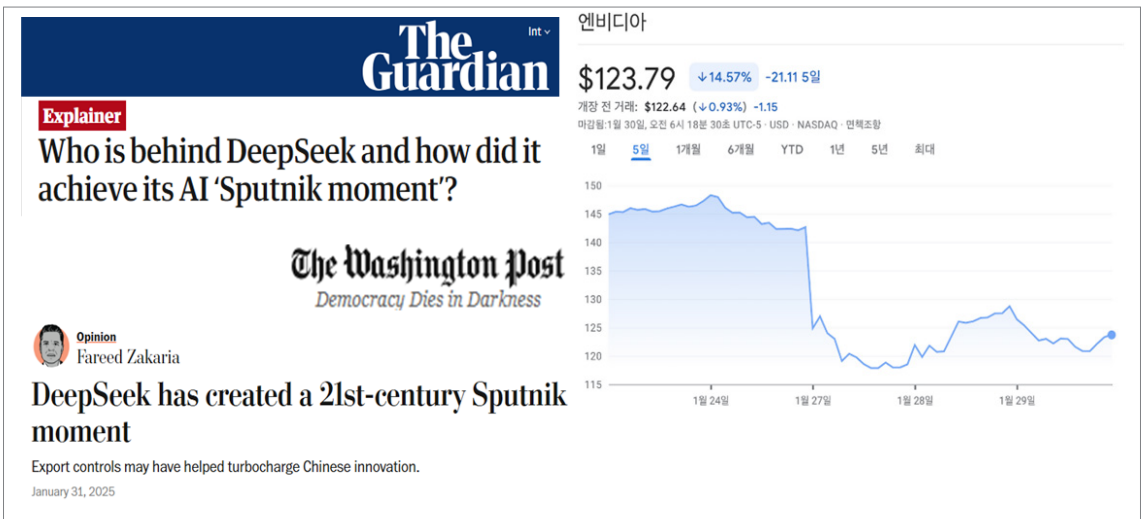 The Guardian
Int
Explainer
Who is behind DeepSeek and how did it
achieve its AI ‘Sputnik moment’?
The Washington Post
Democracy Dies in Darkness
Opinion
Fareed Zakaria
DeepSeek has created a 21st-century Sputnik
moment
Export controls may have helped turbocharge Chinese innovation.
January 31, 2025
엔비디아
$123.79 ↓14.57% -21.11 5일
개장 전 거래: $122.64 (↓0.93%) -1.15
마감됨:1월 30일, 오전 6시 18분 30초 UTC-5 · USD · NASDAQ · 면책조항
1일 5일 1개월 6개월 YTD 1년 5년 최대
150
145
140
135
130
125
120
115
1월 24일 1월 27일 1월 28일 1월 29일